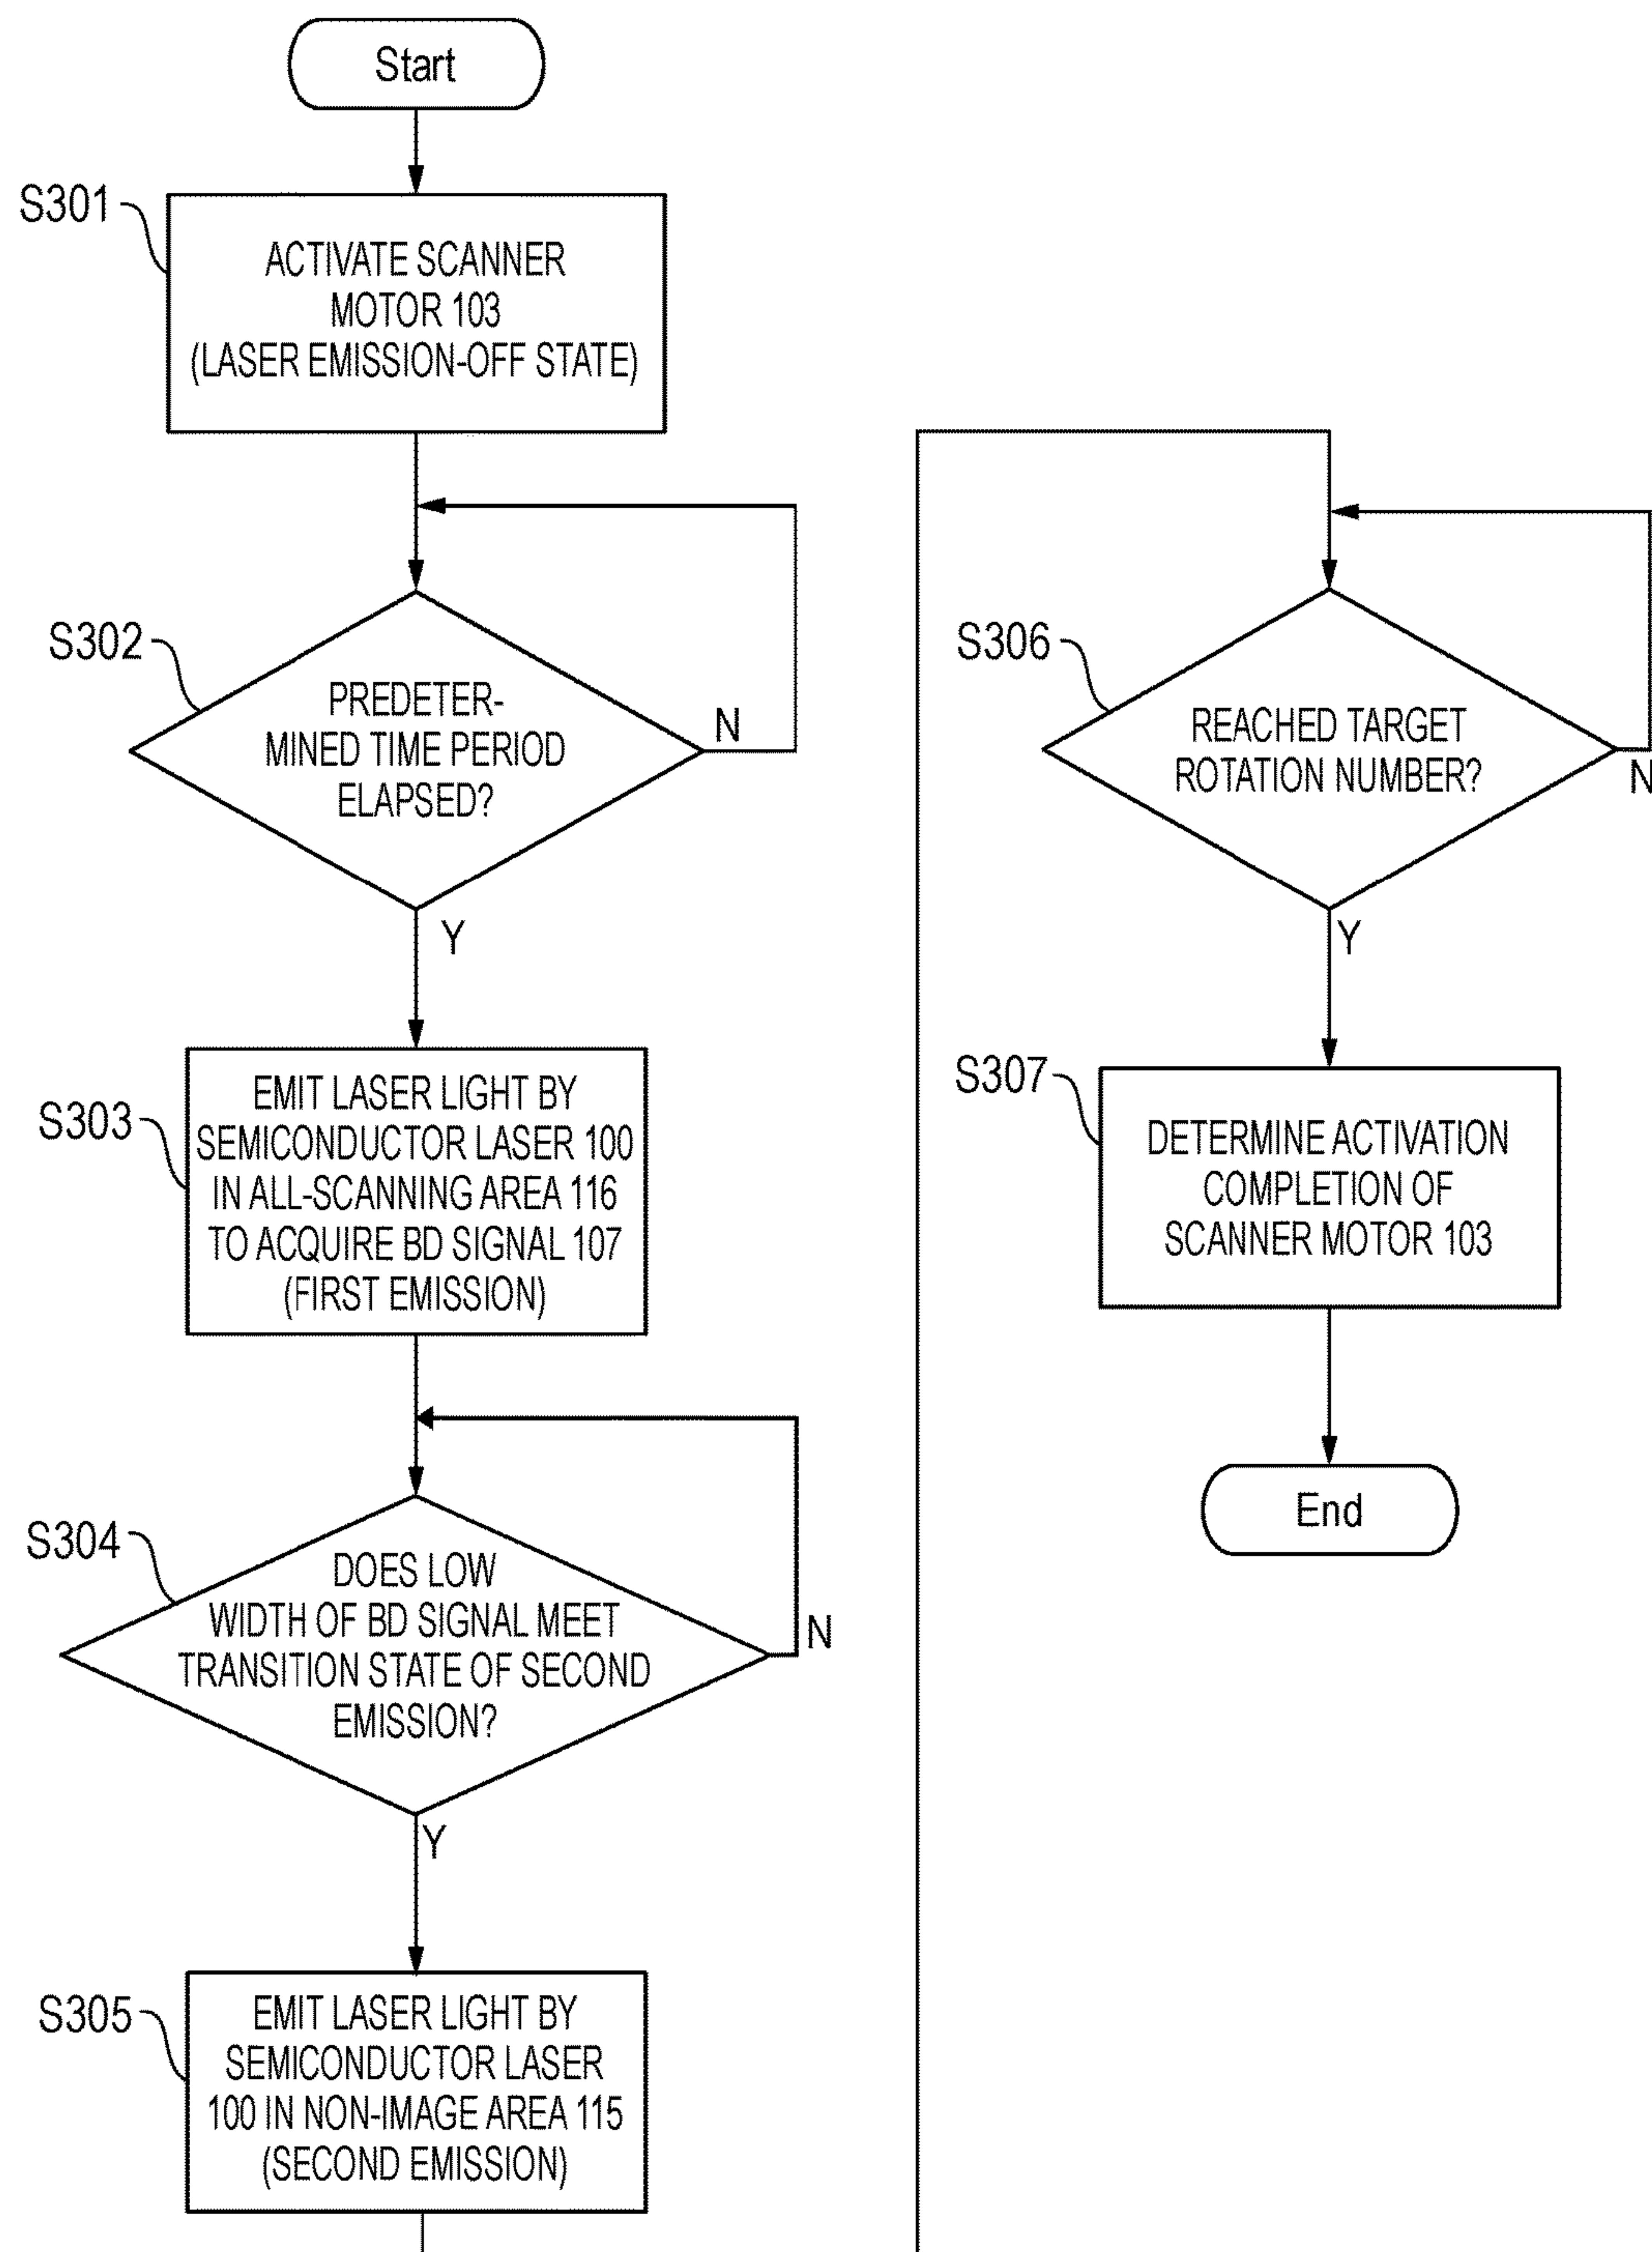 Start
S301
ACTIVATE SCANNER
MOTOR 103
(LASER EMISSION-OFF STATE)
S302
PREDETER-
MINED TIME PERIOD
ELAPSED?
N
Y
S303
EMIT LASER LIGHT BY
SEMICONDUCTOR LASER 100
IN ALL-SCANNING AREA 116
TO ACQUIRE BD SIGNAL 107
(FIRST EMISSION)
S304
DOES LOW
WIDTH OF BD SIGNAL MEET
TRANSITION STATE OF SECOND
EMISSION?
N
Y
S305
EMIT LASER LIGHT BY
SEMICONDUCTOR LASER
100 IN NON-IMAGE AREA 115
(SECOND EMISSION)
S306
REACHED TARGET
ROTATION NUMBER?
N
Y
S307
DETERMINE ACTIVATION
COMPLETION OF
SCANNER MOTOR 103
End